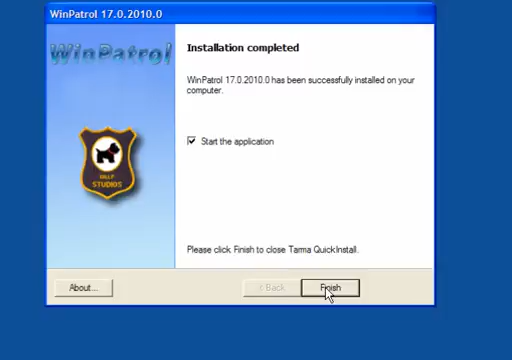 WinPatrol 17.0.2010.0
WinPatrol
Installation completed
WinPatrol 17.0.2010.0 has been successfully installed on your
computer.
Start the application
BILLP
STUDIOS
Please click Finish to close Tarma QuickInstall.
About...
< Back
Finish